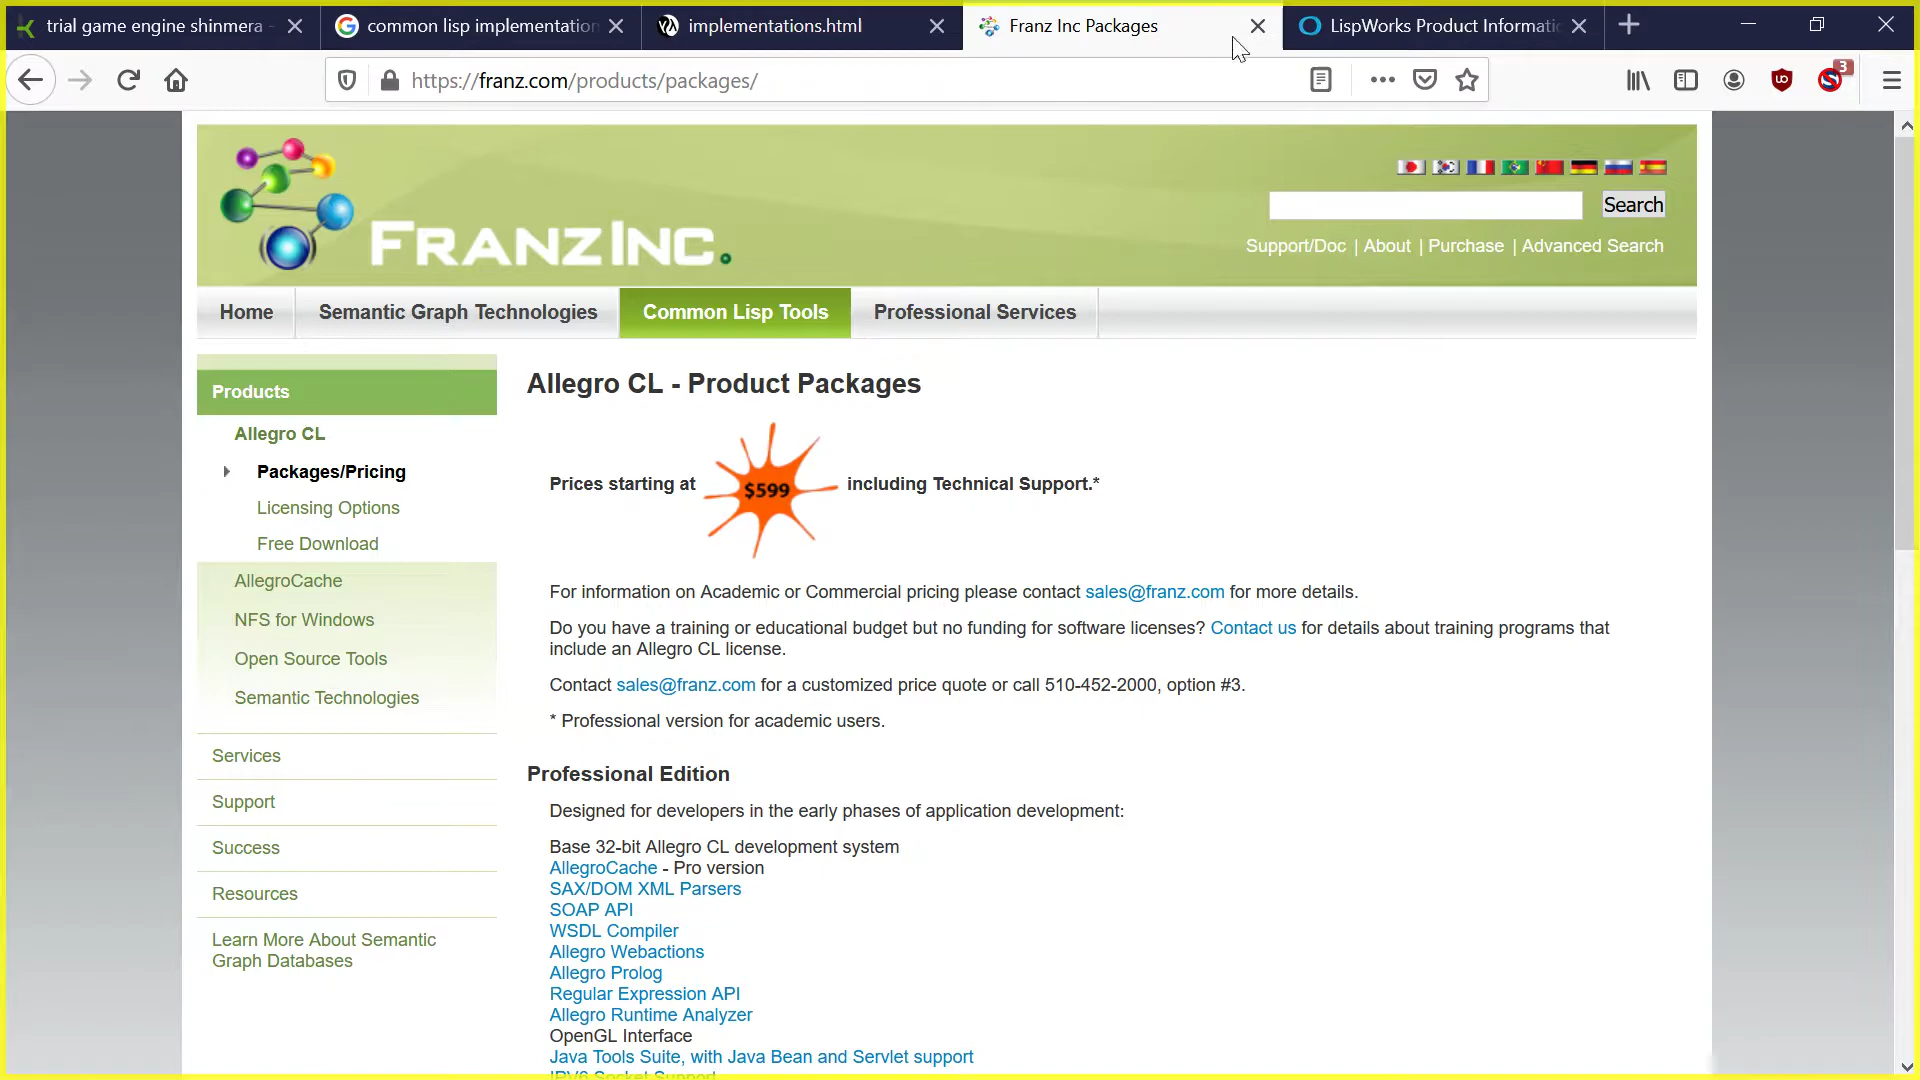 trial game engine shinmera -
common lisp implementation
implementations.html
Franz Inc Packages
LispWorks Product Informati
https://franz.com/products/packages/
3
FRANZINC.
Search
Support/Doc | About | Purchase | Advanced Search
Home
Semantic Graph Technologies
Common Lisp Tools
Professional Services
Products
Allegro CL
Packages/Pricing
Licensing Options
Free Download
AllegroCache
NFS for Windows
Open Source Tools
Semantic Technologies
Services
Support
Success
Resources
Learn More About Semantic
Graph Databases
Allegro CL - Product Packages
Prices starting at $599 including Technical Support.*
For information on Academic or Commercial pricing please contact sales@franz.com for more details.
Do you have a training or educational budget but no funding for software licenses? Contact us for details about training programs that
include an Allegro CL license.
Contact sales@franz.com for a customized price quote or call 510-452-2000, option #3.
* Professional version for academic users.
Professional Edition
Designed for developers in the early phases of application development:
Base 32-bit Allegro CL development system
AllegroCache - Pro version
SAX/DOM XML Parsers
SOAP API
WSDL Compiler
Allegro Webactions
Allegro Prolog
Regular Expression API
Allegro Runtime Analyzer
OpenGL Interface
Java Tools Suite, with Java Bean and Servlet support
IPV6 Socket Support